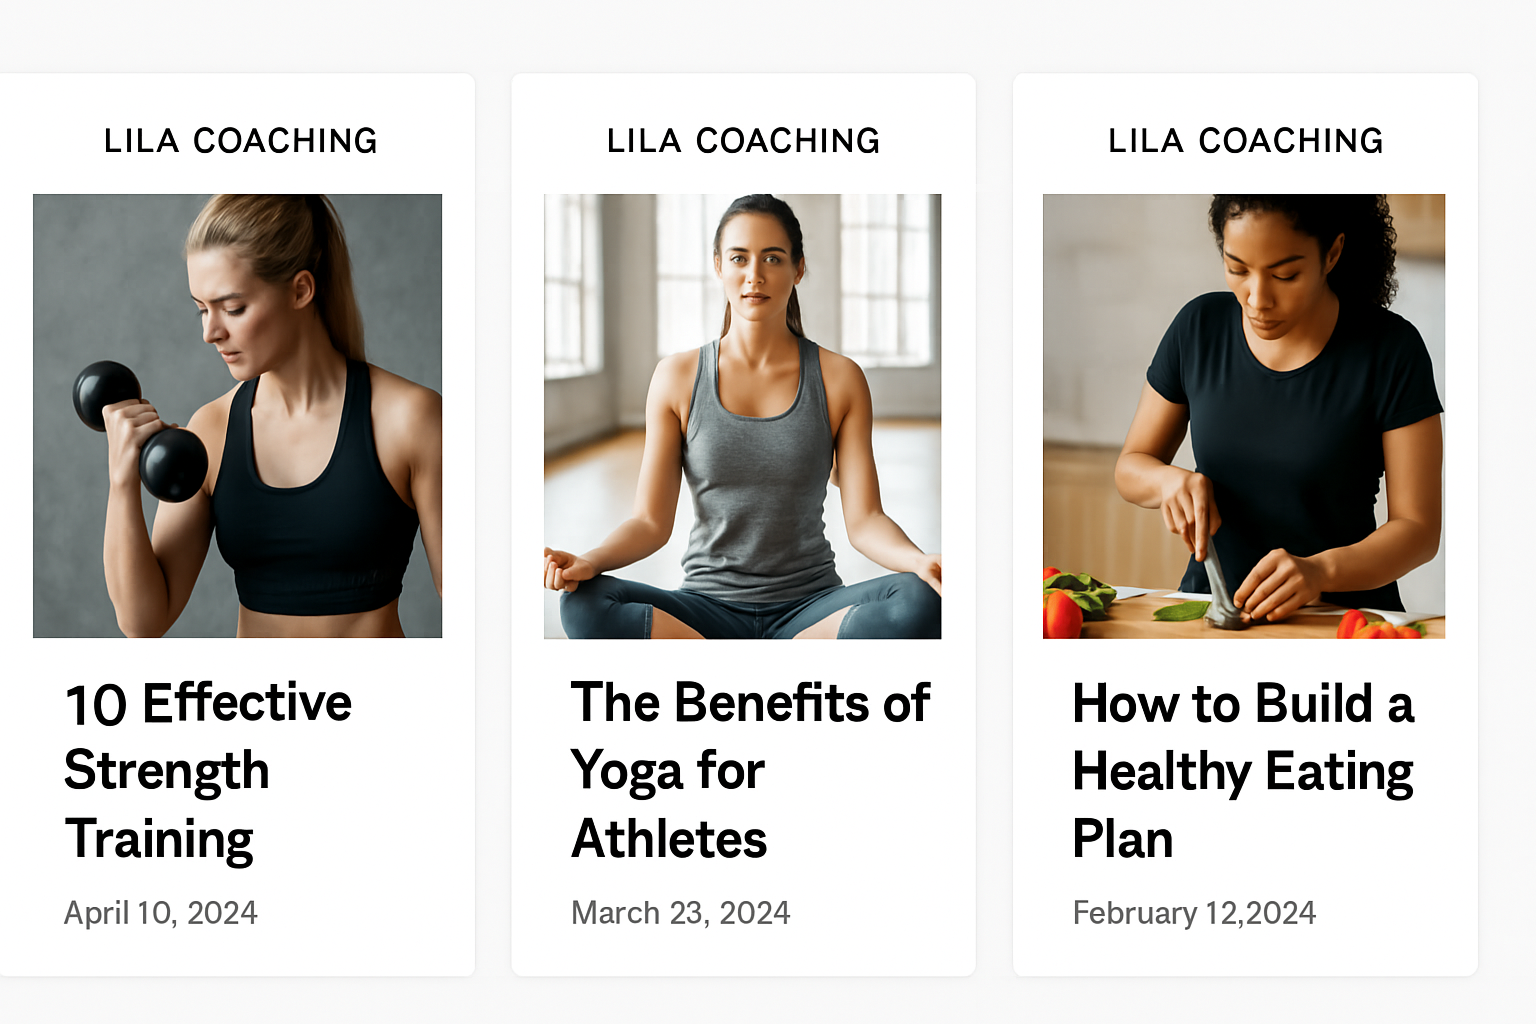 LILA COACHING
10 Effective
Strength
Training
April 10, 2024
LILA COACHING
The Benefits of
Yoga for
Athletes
March 23, 2024
LILA COACHING
How to Build a
Healthy Eating
Plan
February 12,2024